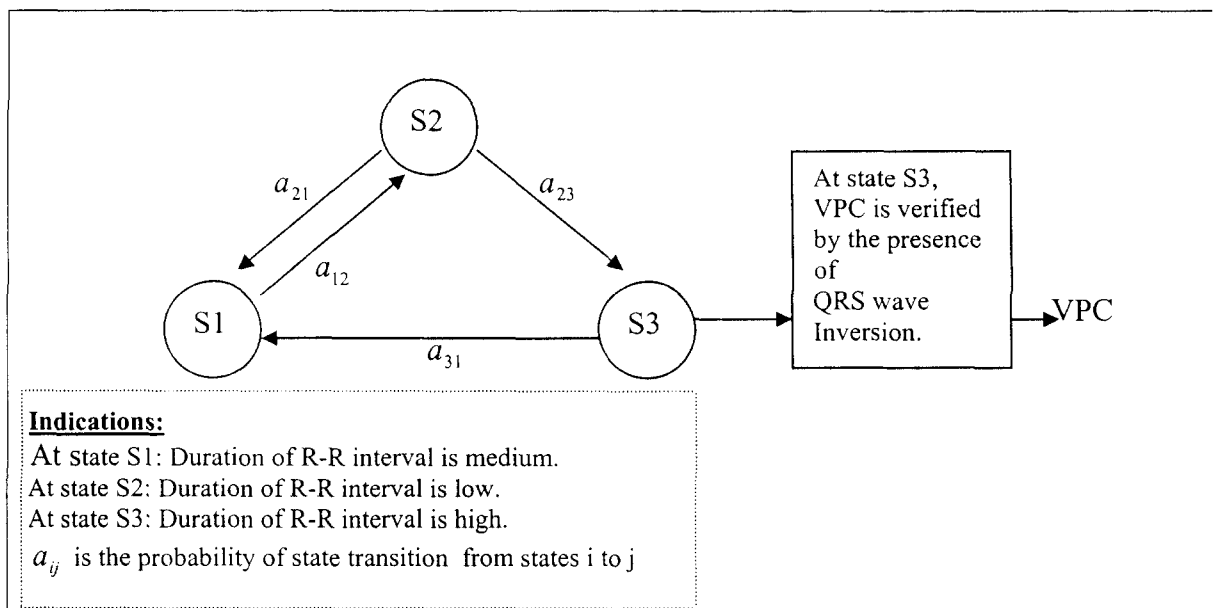 S2
a21
a23
a12
S1
S3
a31
At state S3,
VPC is verified
by the presence
of
QRS wave
Inversion.
VPC
Indications:
At state S1: Duration of R-R interval is medium.
At state S2: Duration of R-R interval is low.
At state S3: Duration of R-R interval is high.
aij is the probability of state transition from states i to j